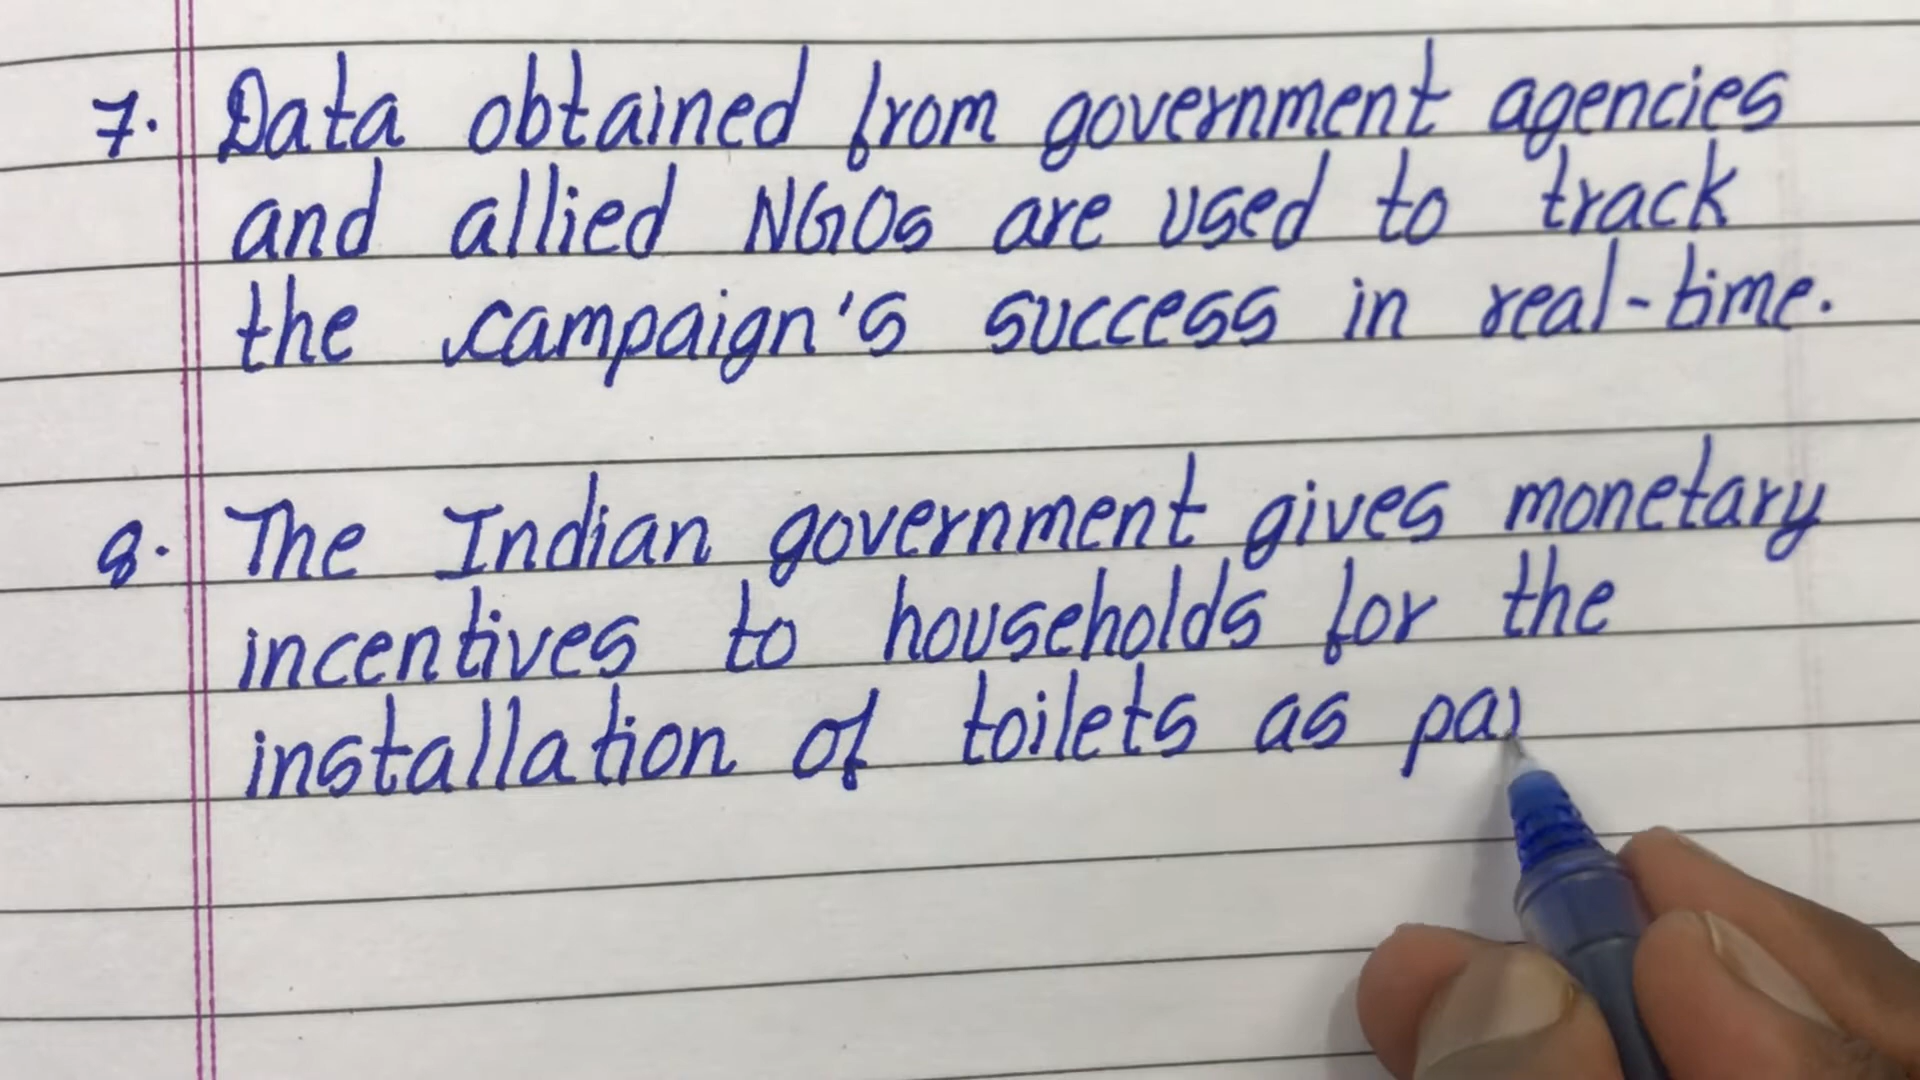 7. Data obtained from government agencies
and allied NGOs are used to track
the campaign's success in real-time.
8. The Indian government gives monetary
incentives to households for the
installation of toilets as pa